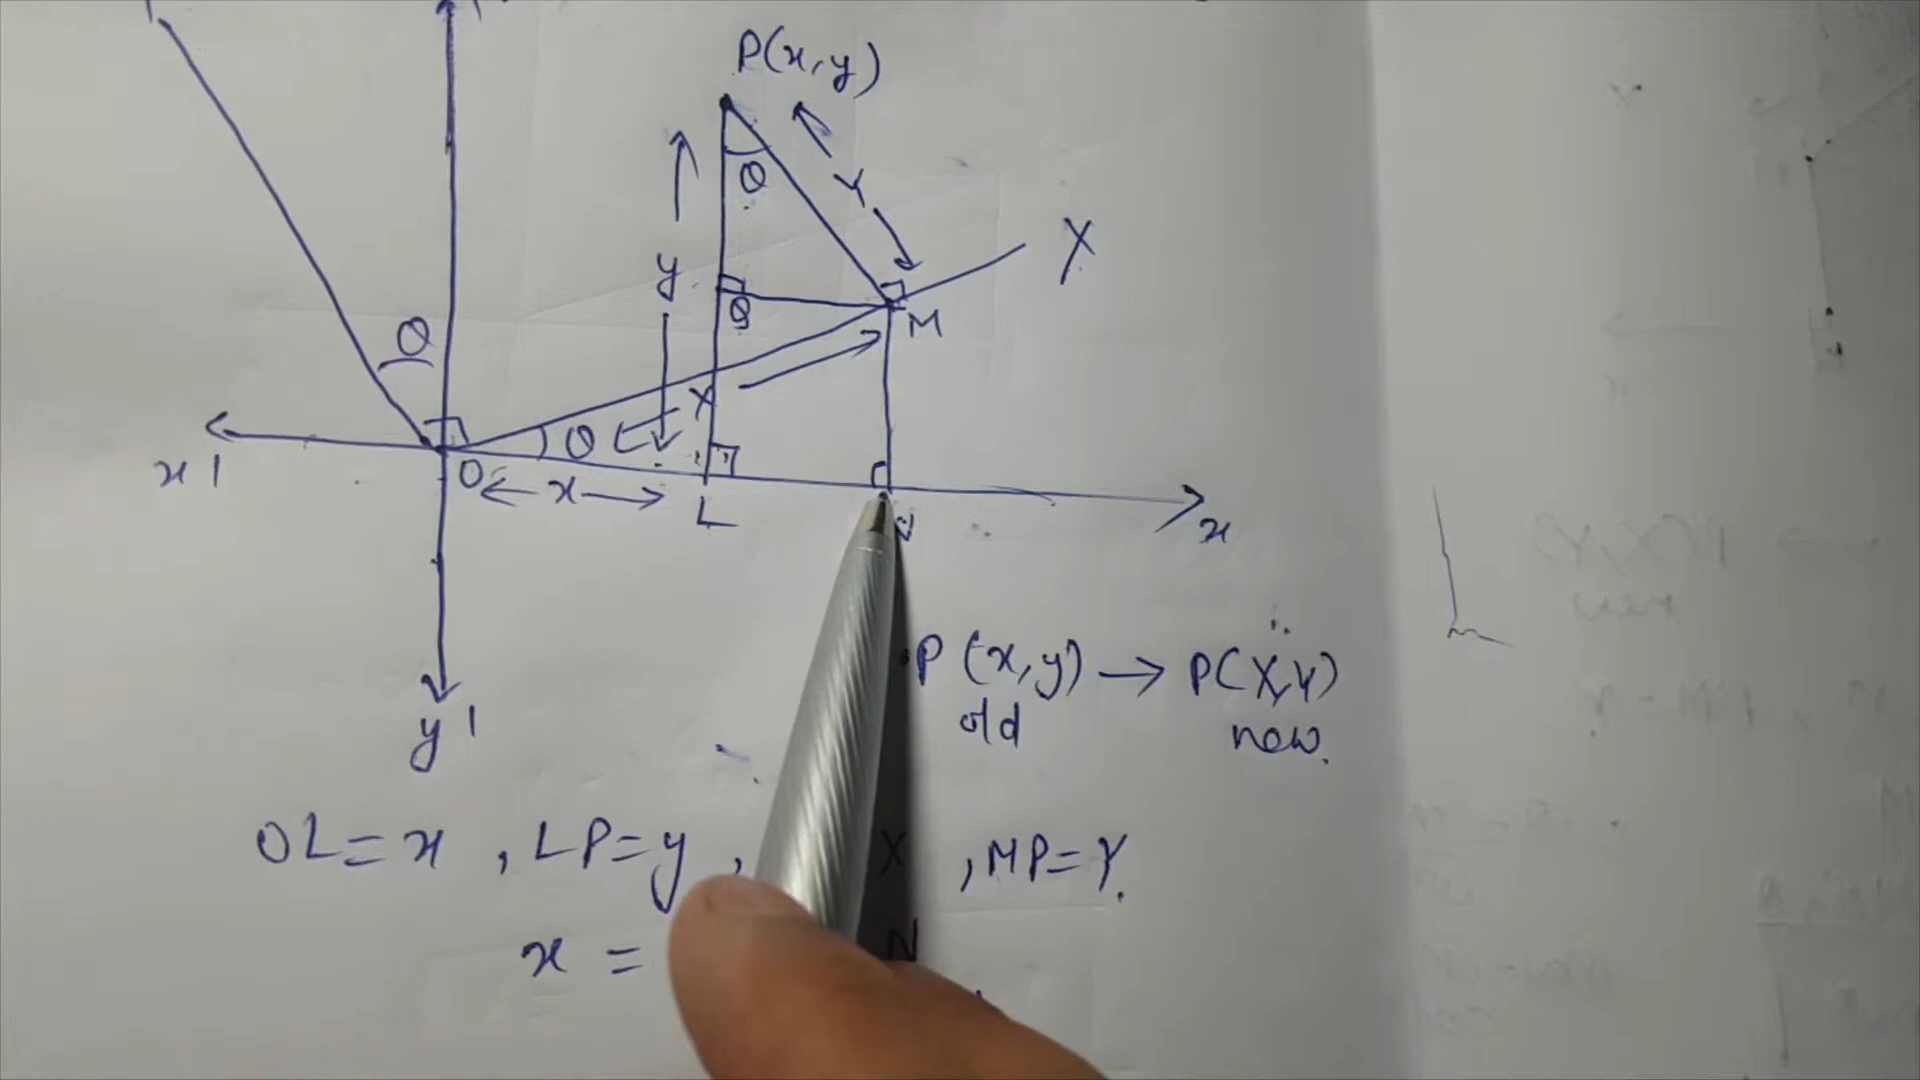 P(x,y)
θ
Y
y
X
Q
M
θ
X
θ
x'
O
x
L
N
x
P (x,y) → P(X,Y)
old new.
y'
OL=x , LP=y , X , MP=Y.
x = N